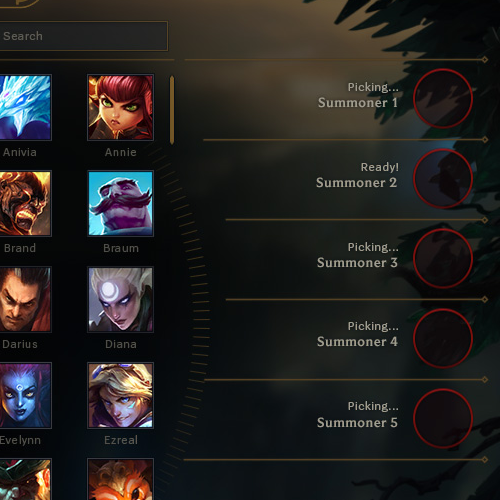 Search
Anivia
Annie
Brand
Braum
Darius
Diana
Evelynn
Ezreal
Picking...
Summoner 1
Ready!
Summoner 2
Picking...
Summoner 3
Picking...
Summoner 4
Picking...
Summoner 5